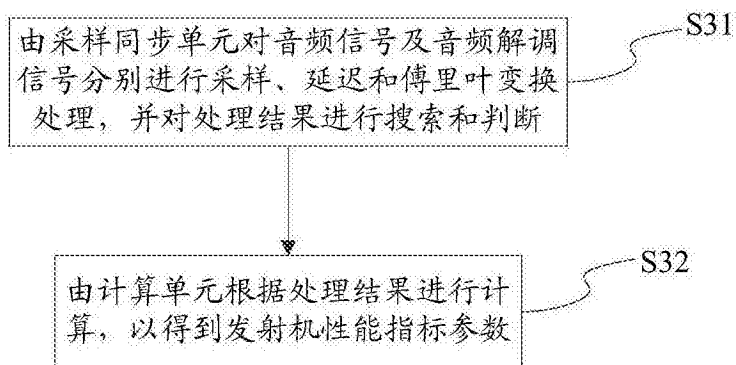 由采样同步单元对音频信号及音频解调
信号分别进行采样、延迟和傅里叶变换
处理，并对处理结果进行搜索和判断
S31
由计算单元根据处理结果进行计
算，以得到发射机性能指标参数
S32